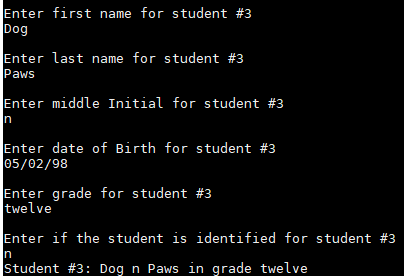 Enter first name for student #3
Dog
Enter last name for student #3
Paws
Enter middle Initial for student #3
n
Enter date of Birth for student #3
05/02/98
Enter grade for student #3
twelve
Enter if the student is identified for student #3
n
Student #3: Dog n Paws in grade twelve